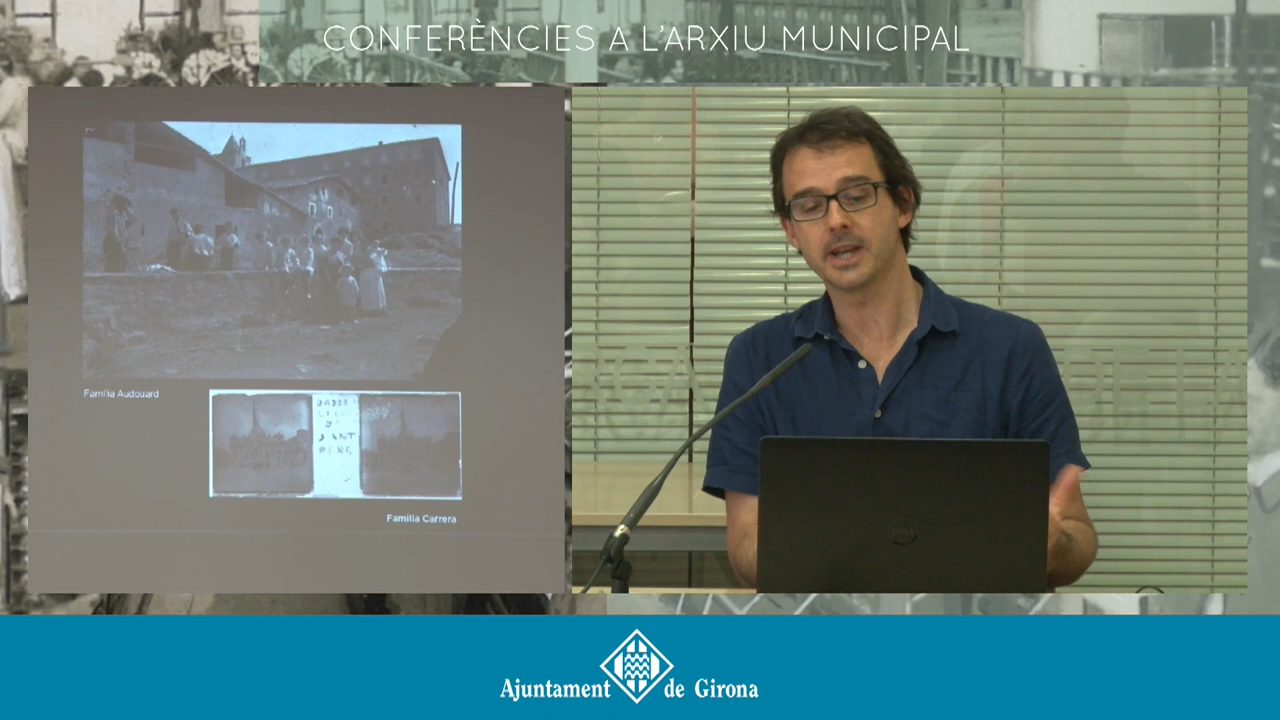 CONFERÈNCIES A L'ARXIU MUNICIPAL
Família Audouard
Família Carrera
Ajuntament de Girona